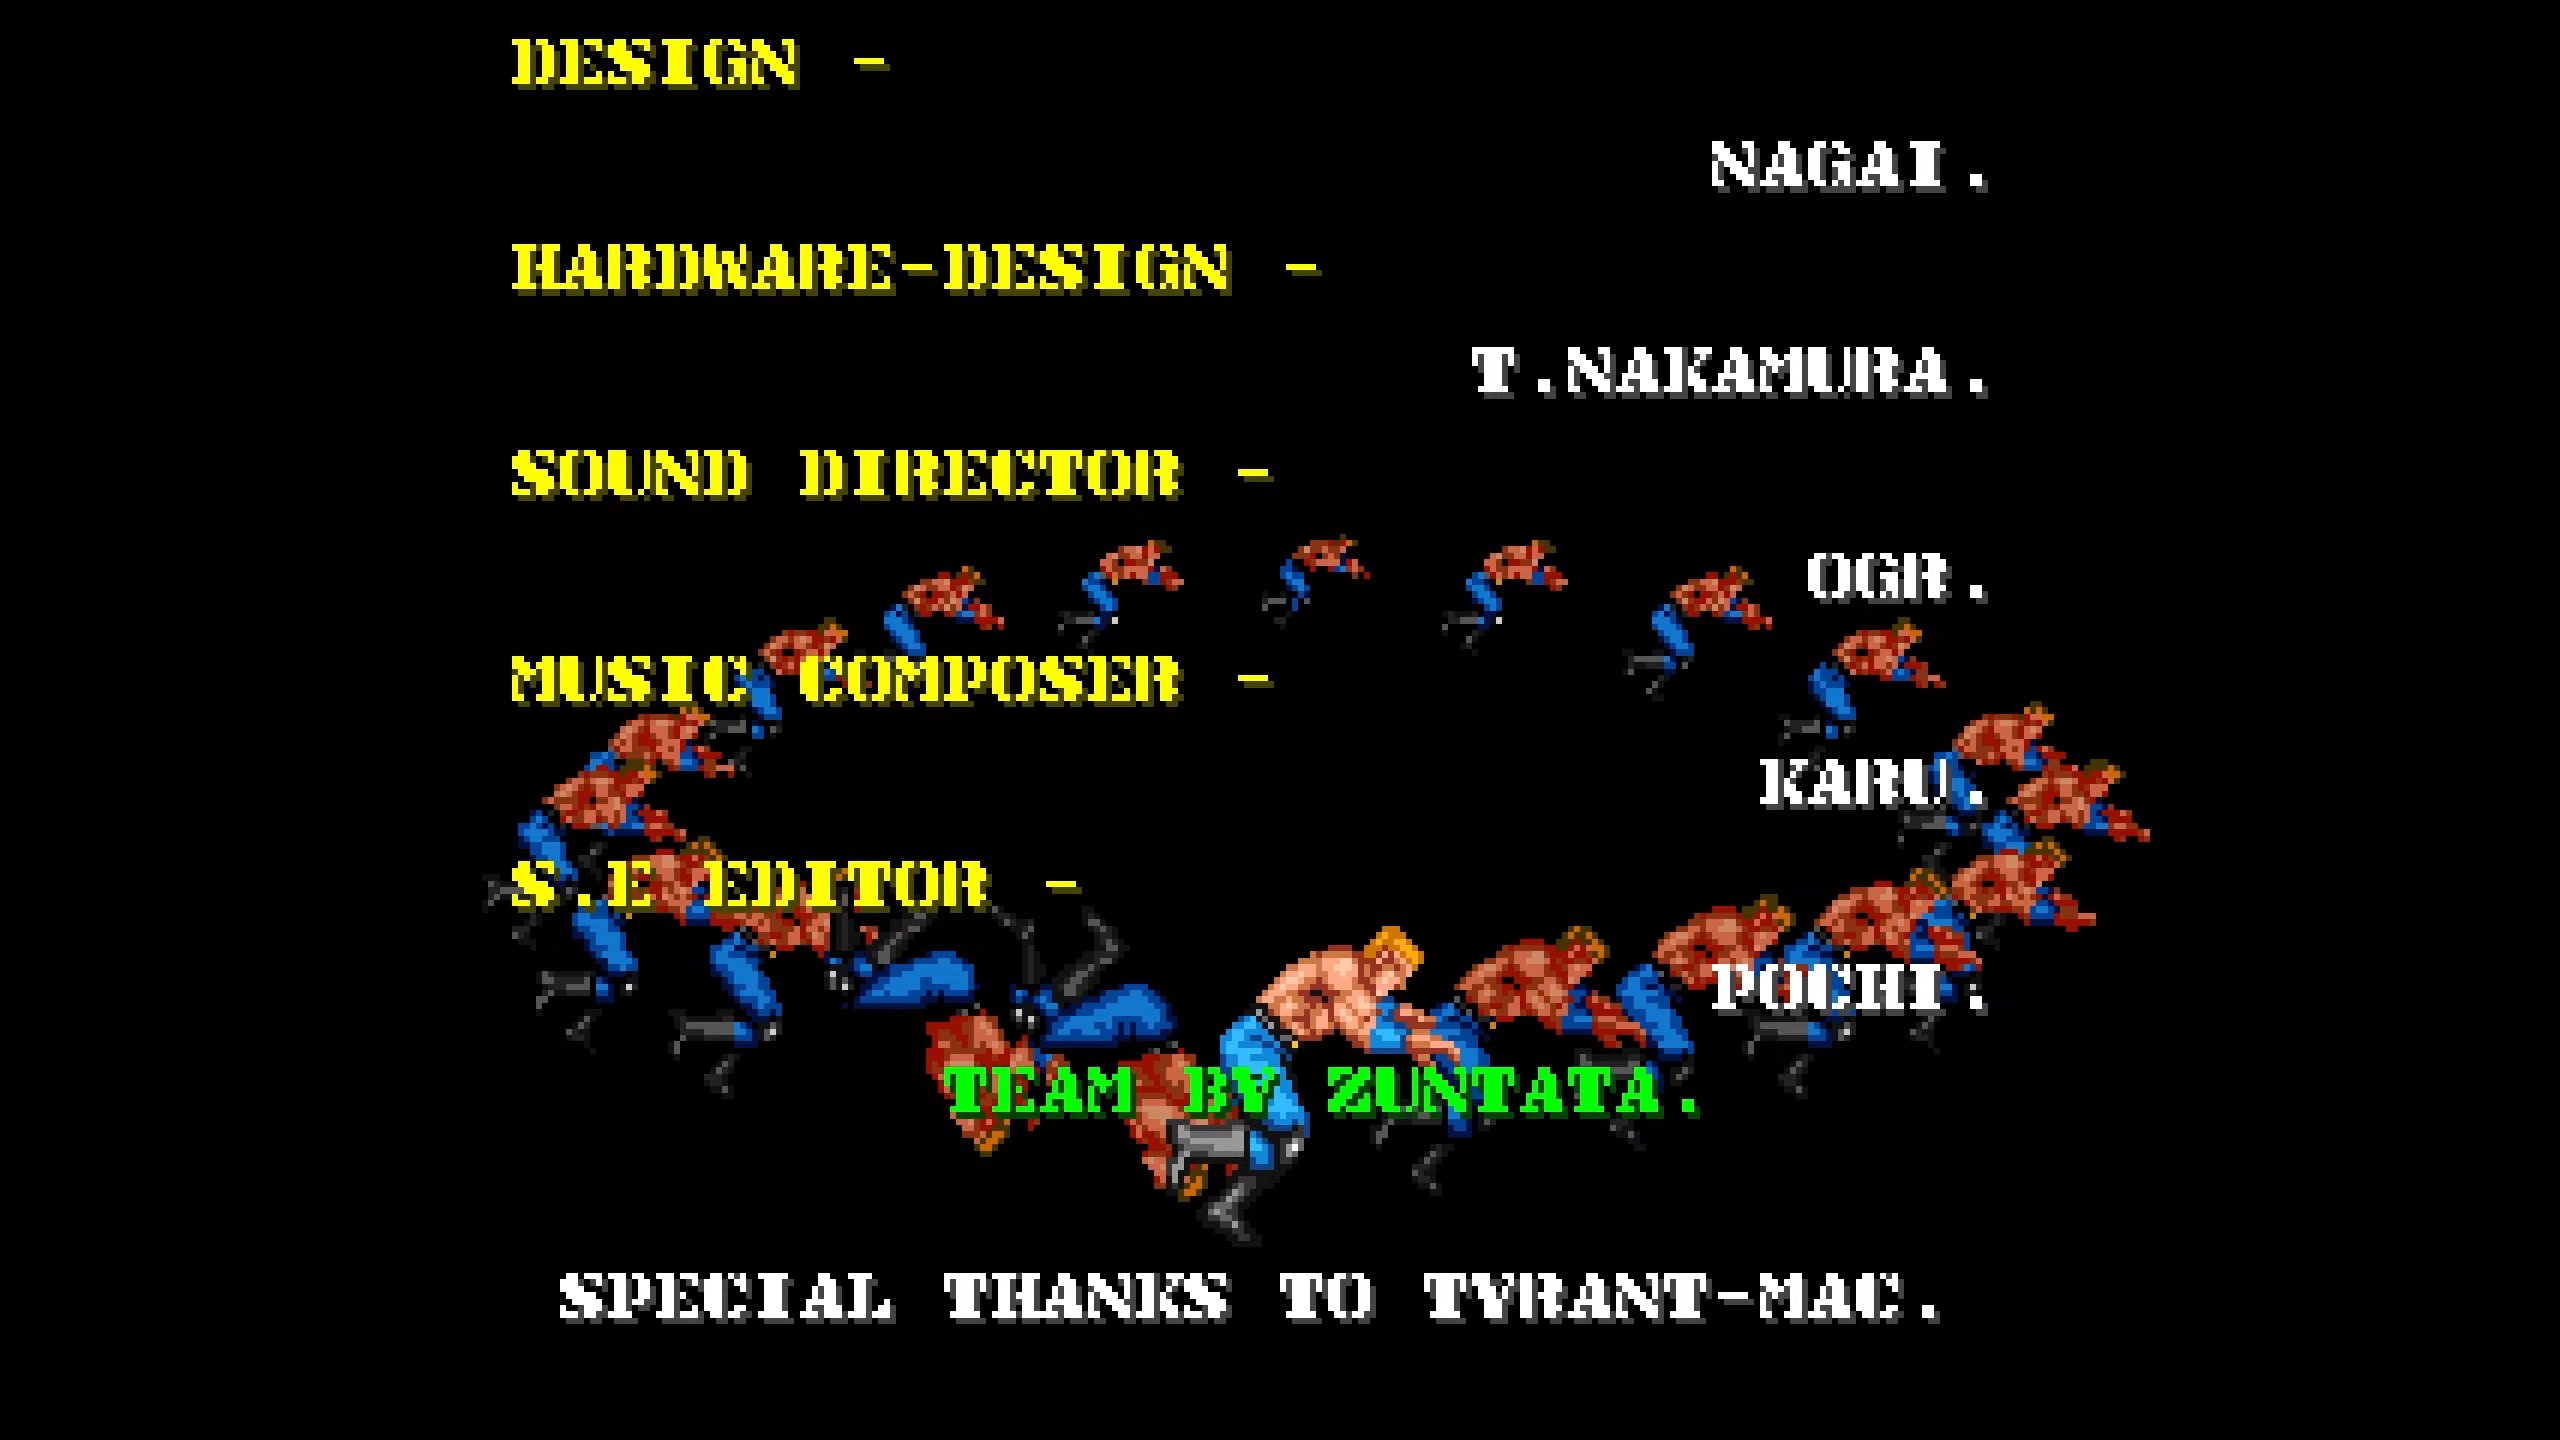 DESIGN -
NAGAI.
HARDWARE-DESIGN -
T.NAKAMURA.
SOUND DIRECTOR -
OGR.
MUSIC COMPOSER -
KARU.
S.E EDITOR -
POCHI.
TEAM BY ZUNTATA.
SPECIAL THANKS TO TYRANT-MAC.